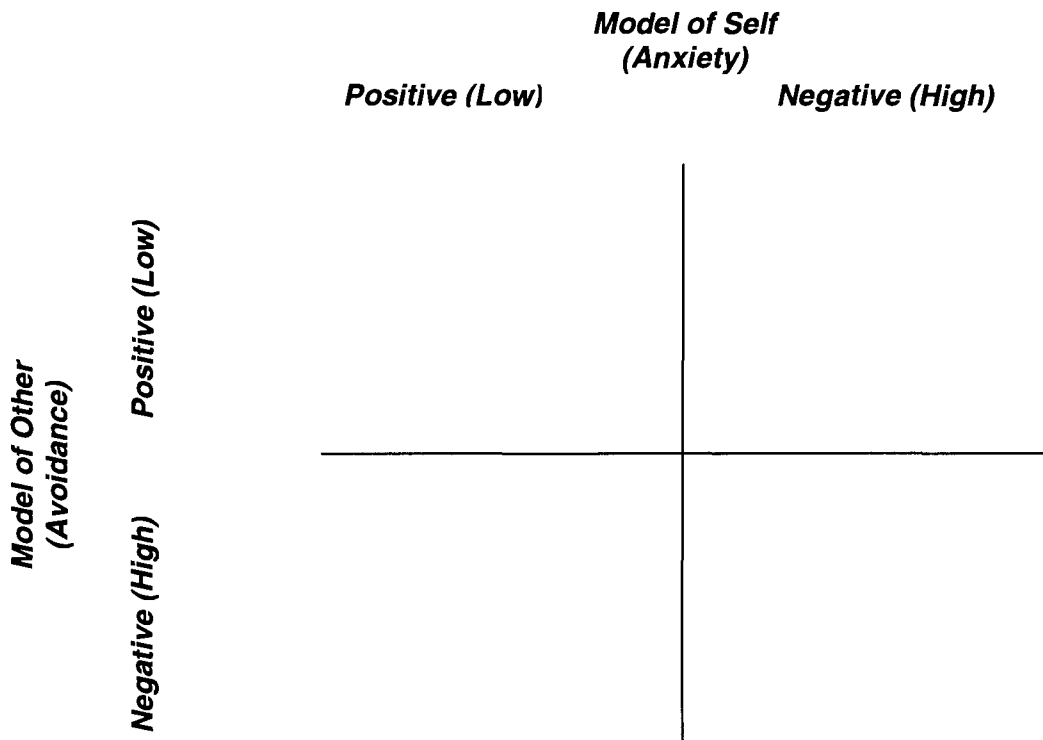 Model of Self
(Anxiety)
Positive (Low)
Negative (High)
Model of Other
(Avoidance)
Positive (Low)
Negative (High)